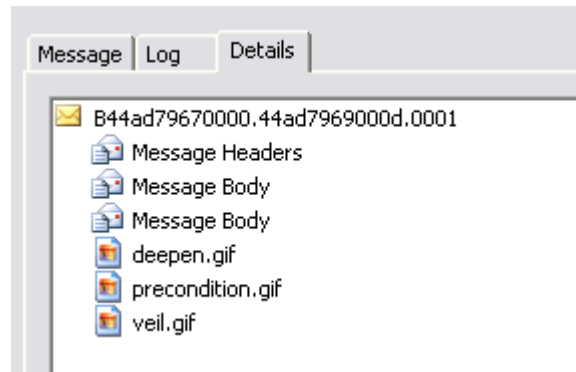 Message Log Details
B44ad79670000.44ad7969000d.0001
Message Headers
Message Body
Message Body
deepen.gif
precondition.gif
veil.gif